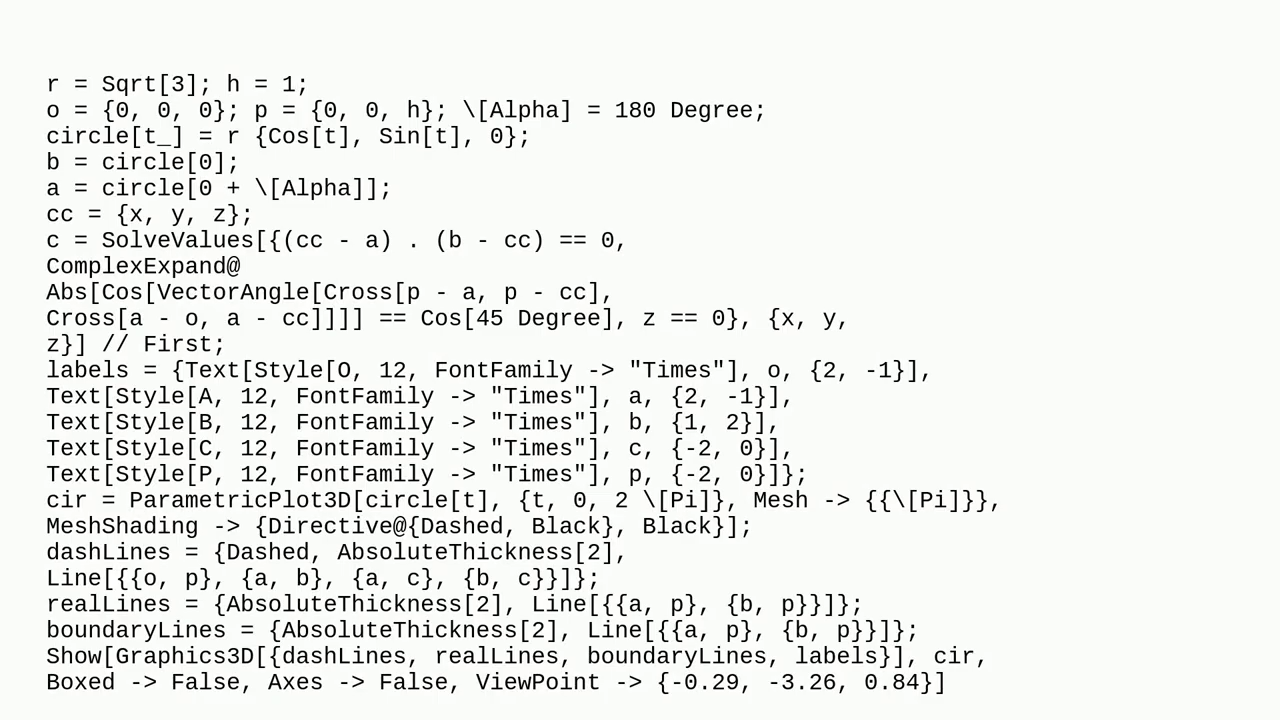 r = Sqrt[3]; h = 1;
o = {0, 0, 0}; p = {0, 0, h}; \[Alpha] = 180 Degree;
circle[t_] = r {Cos[t], Sin[t], 0};
b = circle[0];
a = circle[0 + \[Alpha]];
cc = {x, y, z};
c = SolveValues[{(cc - a) . (b - cc) == 0,
ComplexExpand@
Abs[Cos[VectorAngle[Cross[p - a, p - cc],
Cross[a - o, a - cc]]]] == Cos[45 Degree], z == 0}, {x, y,
z}] // First;
labels = {Text[Style[O, 12, FontFamily -> "Times"], o, {2, -1}],
Text[Style[A, 12, FontFamily -> "Times"], a, {2, -1}],
Text[Style[B, 12, FontFamily -> "Times"], b, {1, 2}],
Text[Style[C, 12, FontFamily -> "Times"], c, {-2, 0}],
Text[Style[P, 12, FontFamily -> "Times"], p, {-2, 0}]};
cir = ParametricPlot3D[circle[t], {t, 0, 2 \[Pi]}, Mesh -> {{\[Pi]}},
MeshShading -> {Directive@{Dashed, Black}, Black}];
dashLines = {Dashed, AbsoluteThickness[2],
Line[{{o, p}, {a, b}, {a, c}, {b, c}}]};
realLines = {AbsoluteThickness[2], Line[{{a, p}, {b, p}}]};
boundaryLines = {AbsoluteThickness[2], Line[{{a, p}, {b, p}}]};
Show[Graphics3D[{dashLines, realLines, boundaryLines, labels}], cir,
Boxed -> False, Axes -> False, ViewPoint -> {-0.29, -3.26, 0.84}]